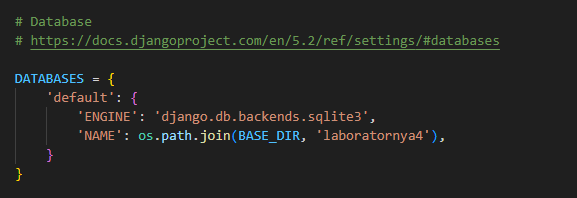 # Database
# https://docs.djangoproject.com/en/5.2/ref/settings/#databases
DATABASES = {
'default': {
'ENGINE': 'django.db.backends.sqlite3',
'NAME': os.path.join(BASE_DIR, 'laboratornya4'),
}
}